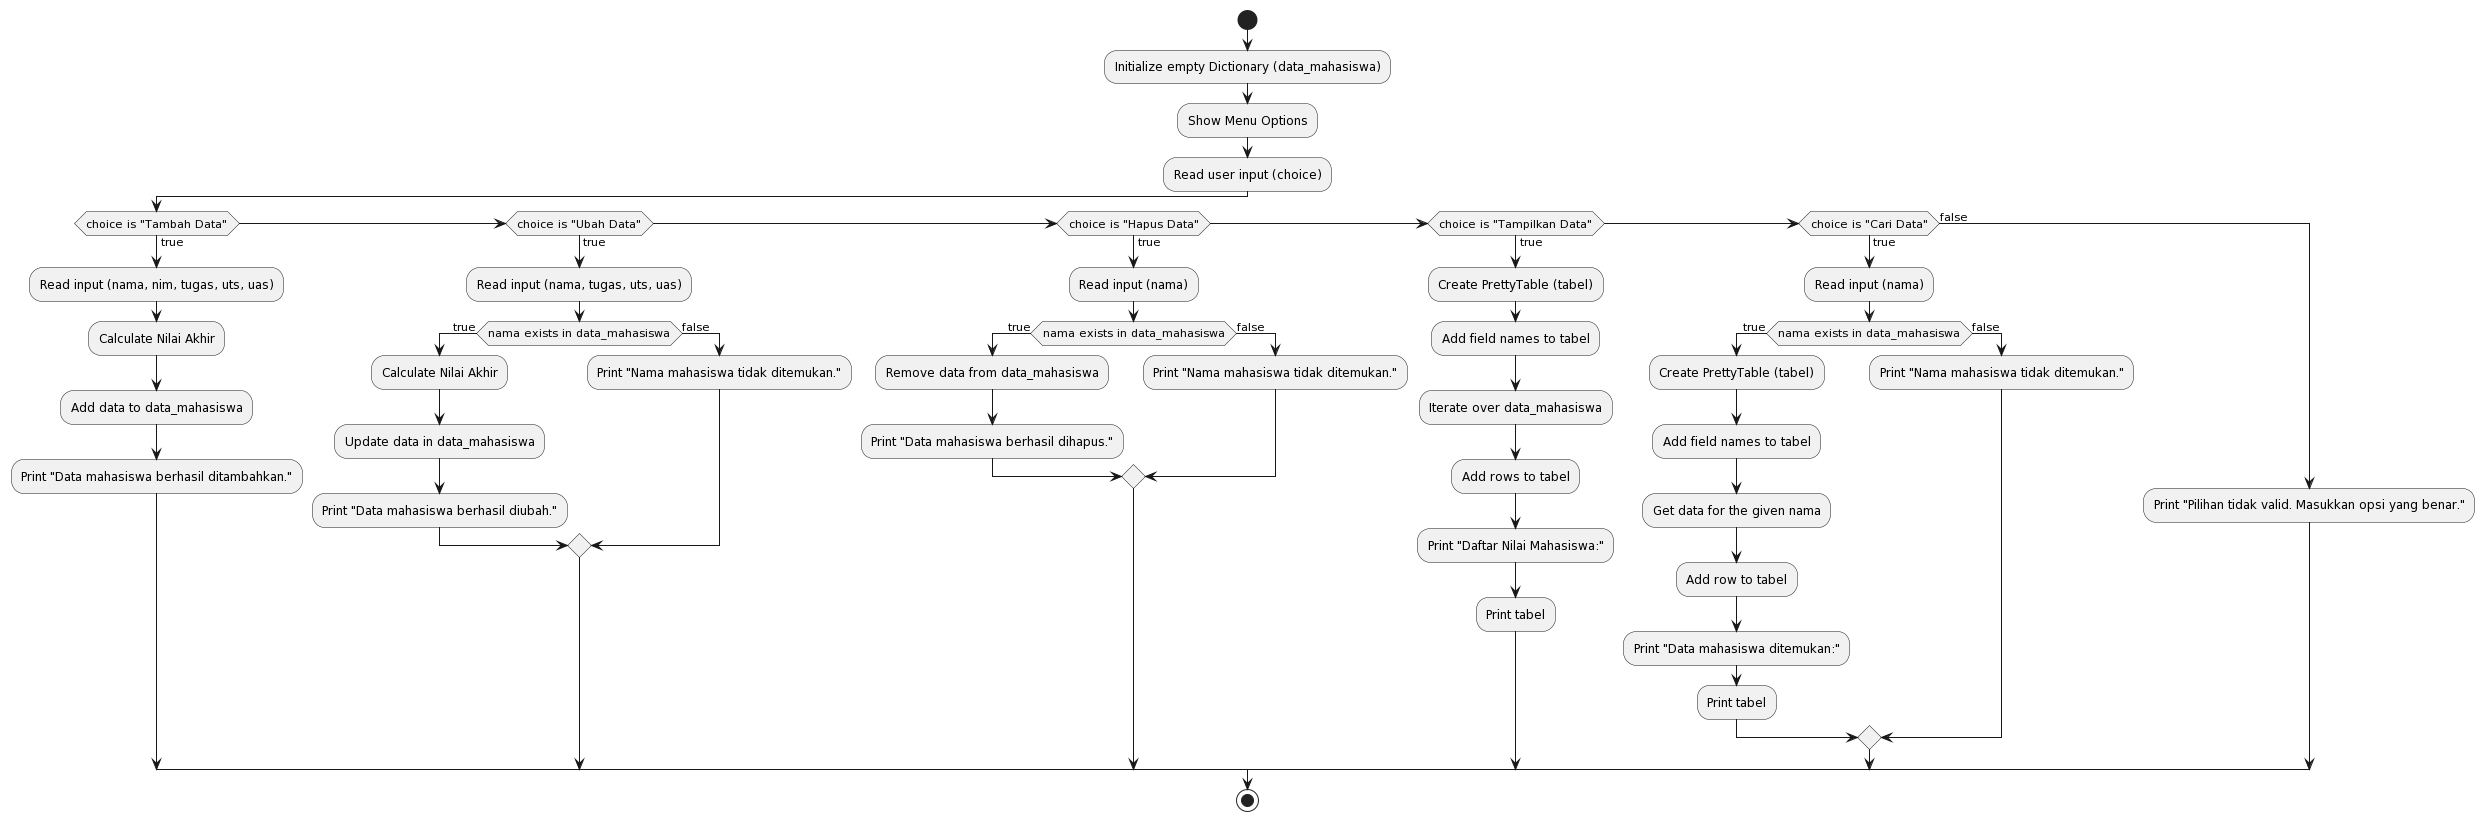 Initialize empty Dictionary (data_mahasiswa)
Show Menu Options
Read user input (choice)
choice is "Tambah Data"
true
Read input (nama, nim, tugas, uts, uas)
Calculate Nilai Akhir
Add data to data_mahasiswa
Print "Data mahasiswa berhasil ditambahkan."
choice is "Ubah Data"
true
Read input (nama, tugas, uts, uas)
true
nama exists in data_mahasiswa
false
Calculate Nilai Akhir
Update data in data_mahasiswa
Print "Data mahasiswa berhasil diubah."
Print "Nama mahasiswa tidak ditemukan."
choice is "Hapus Data"
true
Read input (nama)
true
nama exists in data_mahasiswa
false
Remove data from data_mahasiswa
Print "Data mahasiswa berhasil dihapus."
Print "Nama mahasiswa tidak ditemukan."
choice is "Tampilkan Data"
true
Create PrettyTable (tabel)
Add field names to tabel
Iterate over data_mahasiswa
Add rows to tabel
Print "Daftar Nilai Mahasiswa:"
Print tabel
choice is "Cari Data"
true
Read input (nama)
true
nama exists in data_mahasiswa
false
Create PrettyTable (tabel)
Add field names to tabel
Get data for the given nama
Add row to tabel
Print "Data mahasiswa ditemukan:"
Print tabel
Print "Nama mahasiswa tidak ditemukan."
false
Print "Pilihan tidak valid. Masukkan opsi yang benar."